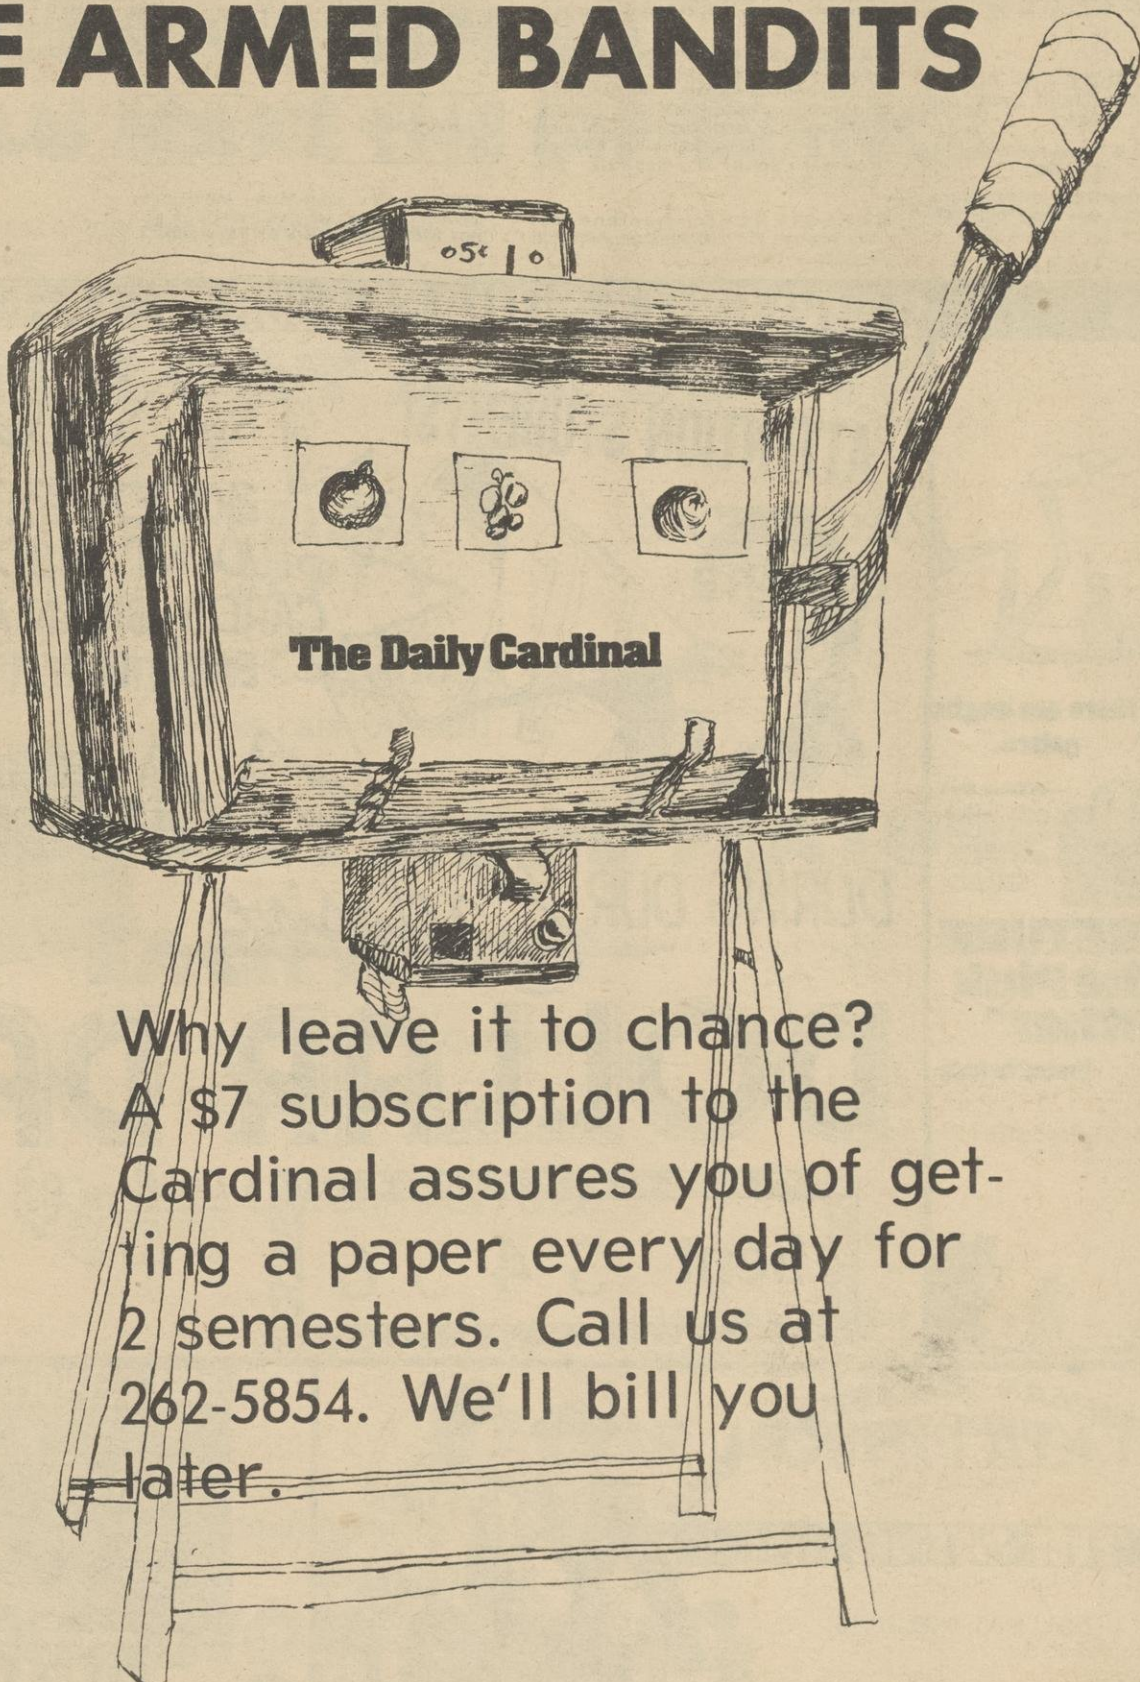 E ARMED BANDITS
05¢ | 0
The Daily Cardinal
Why leave it to chance?
A $7 subscription to the
Cardinal assures you of get-
ting a paper every day for
2 semesters. Call us at
262-5854. We'll bill you
later.